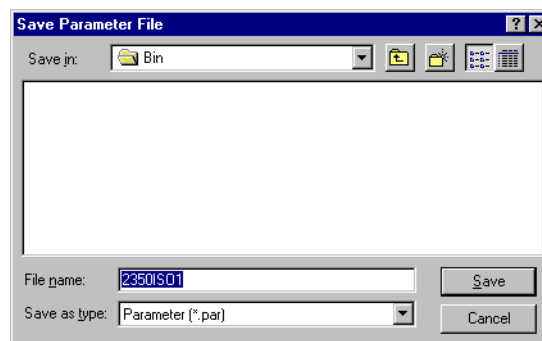 Save Parameter File
Save in: Bin
File name: 2350ISO1
Save
Save as type: Parameter (*.par)
Cancel